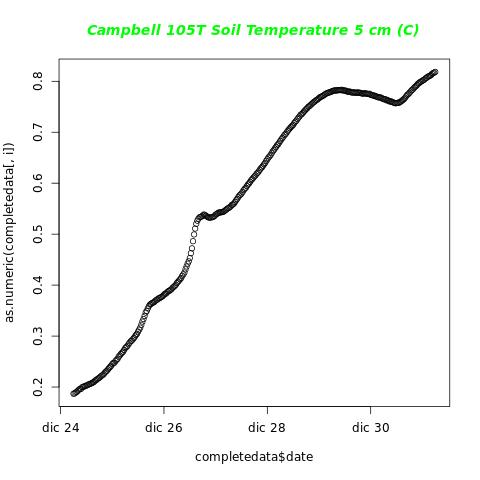 Campbell 105T Soil Temperature 5 cm (C)
as.numeric(completedata[, i])
0.8
0.7
0.6
0.5
0.4
0.3
0.2
dic 24 dic 26 dic 28 dic 30
completedata$date